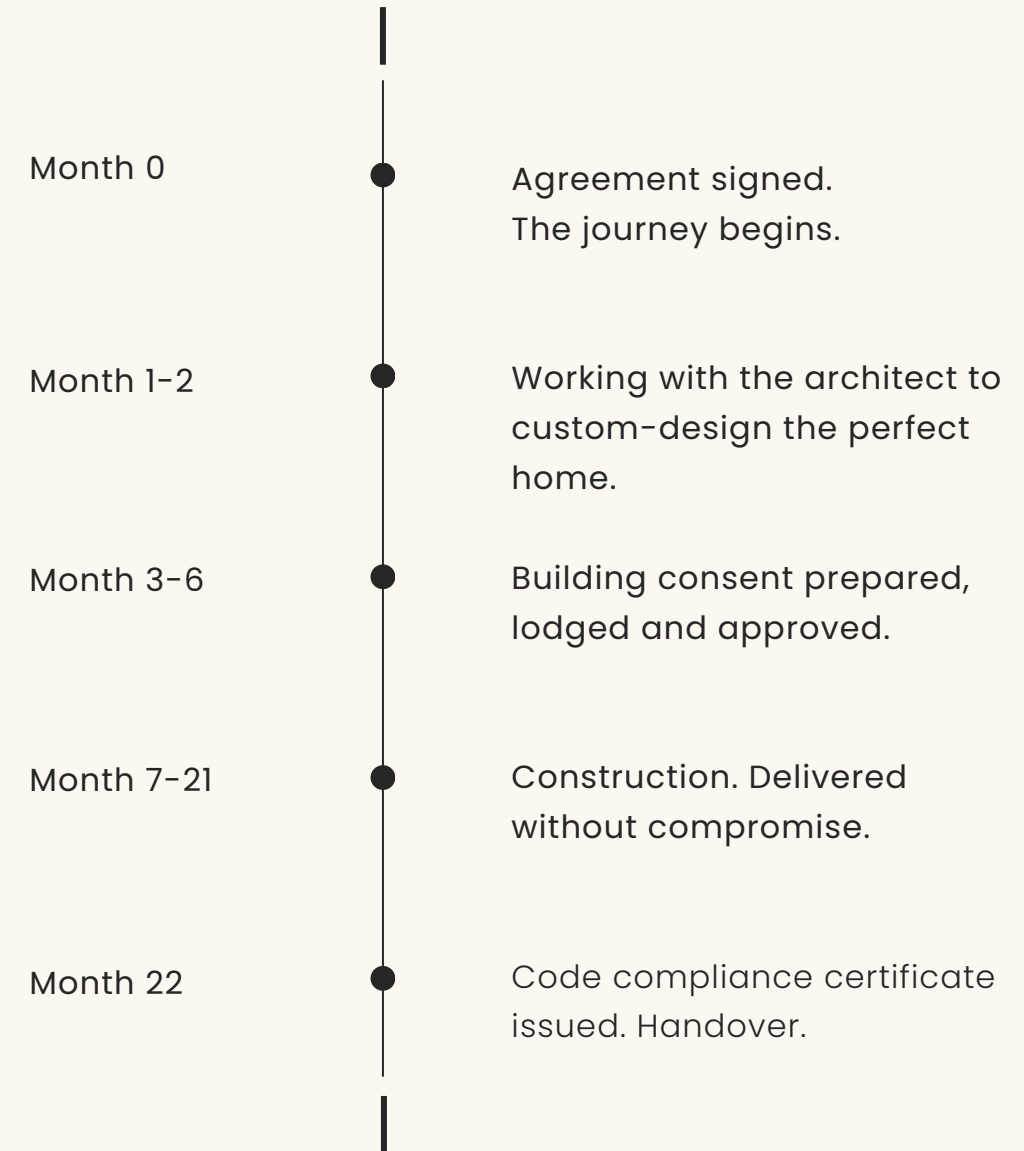 Month 0
Agreement signed.
The journey begins.
Month 1-2
Working with the architect to
custom-design the perfect
home.
Month 3-6
Building consent prepared,
lodged and approved.
Month 7-21
Construction. Delivered
without compromise.
Month 22
Code compliance certificate
issued. Handover.